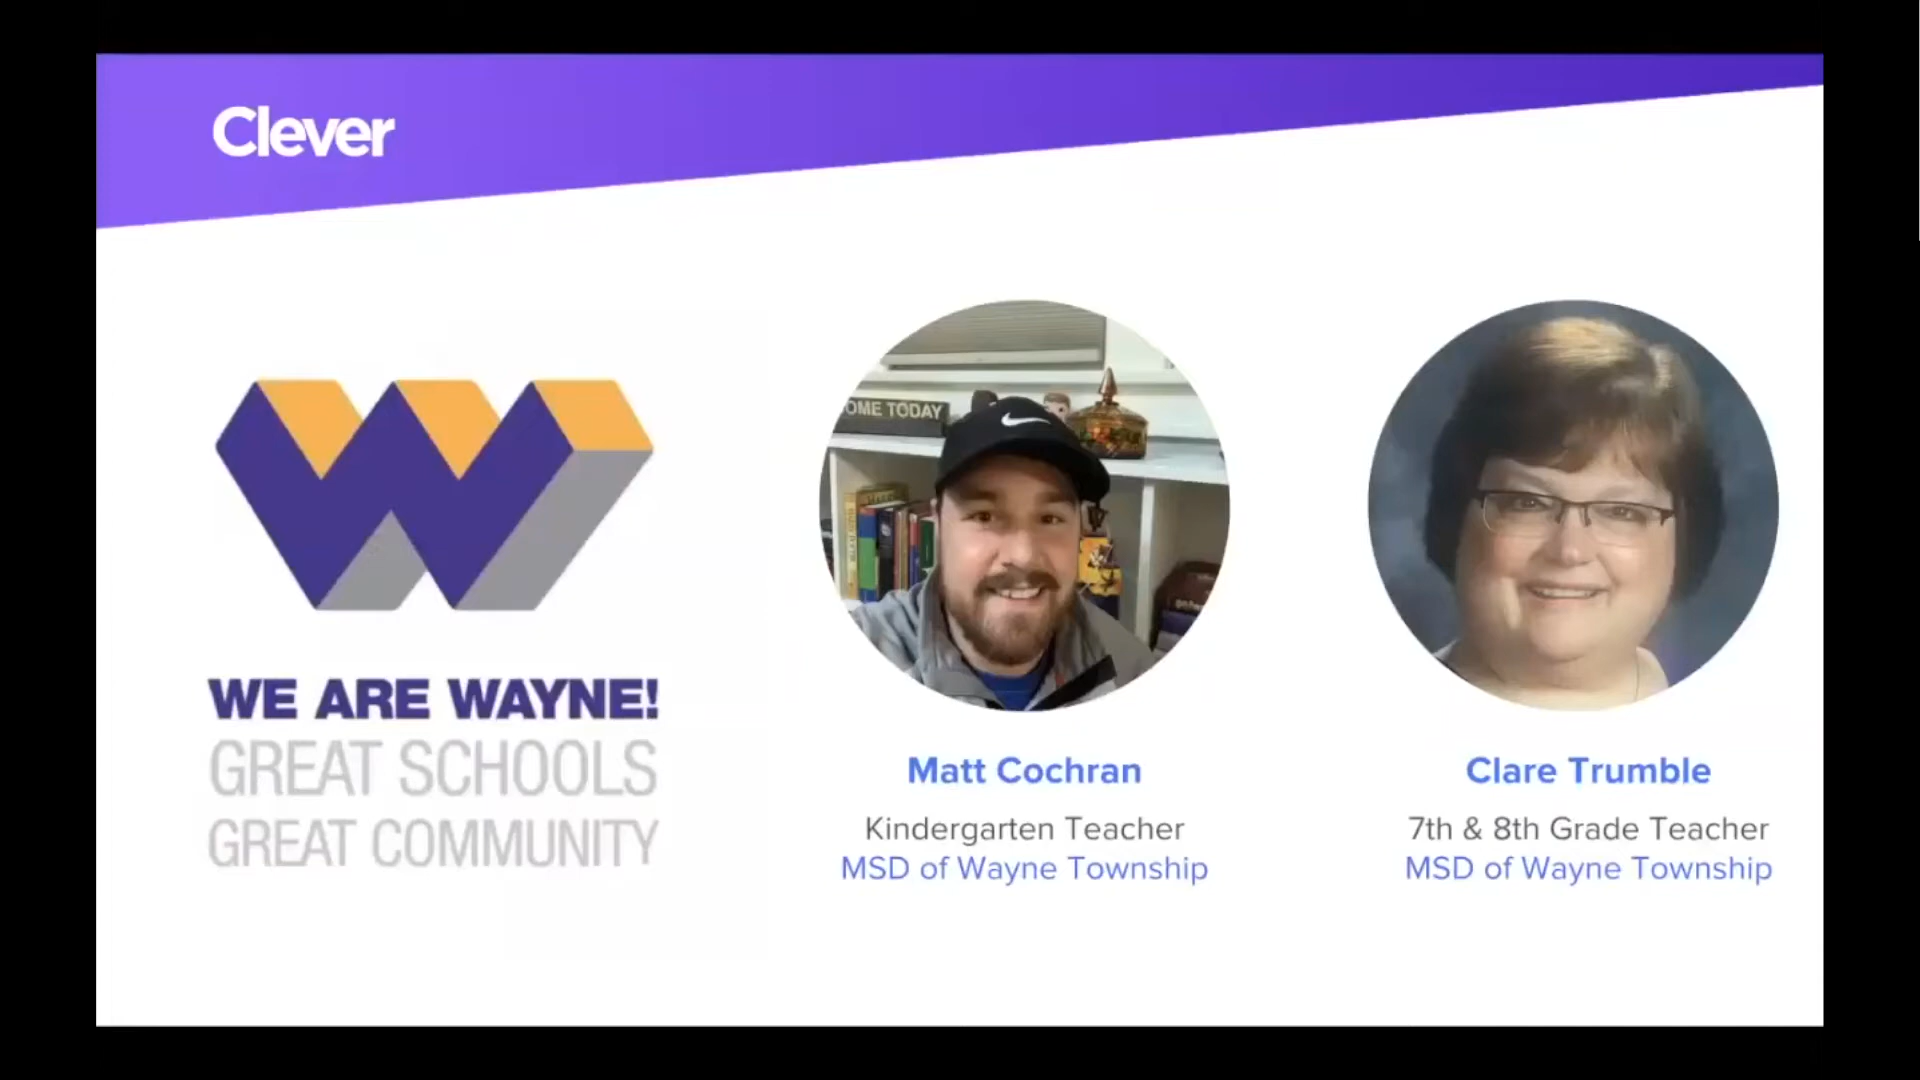 Clever
OME TODAY
WE ARE WAYNE!
GREAT SCHOOLS
GREAT COMMUNITY
Matt Cochran
Kindergarten Teacher
MSD of Wayne Township
Clare Trumble
7th & 8th Grade Teacher
MSD of Wayne Township